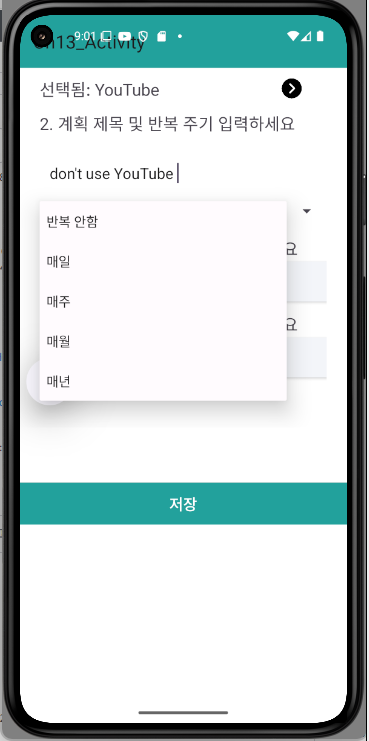 9:01
Ch13_Activity
선택됨: YouTube
2. 계획 제목 및 반복 주기 입력하세요
don't use YouTube
반복 안함
요
매일
매주
요
매월
매년
저장